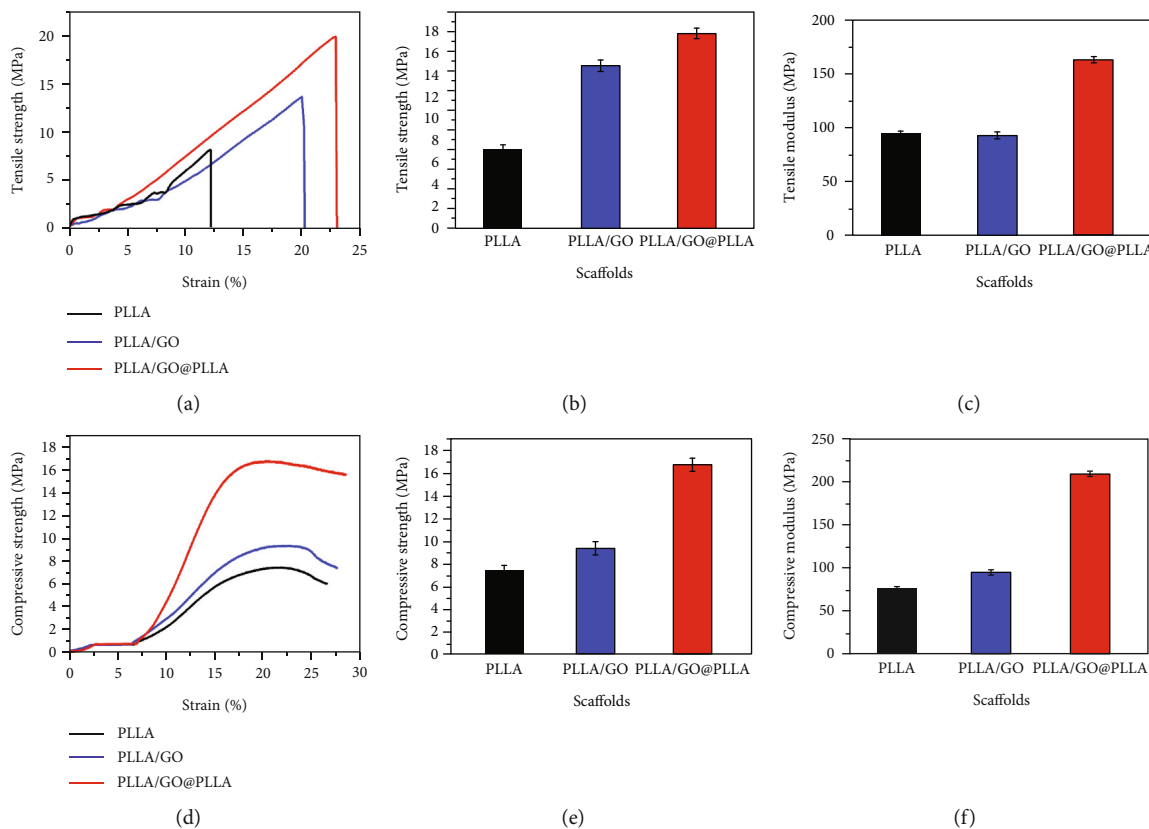 20
15
10
5
0
Tensile strength (MPa)
0
5
10
15
20
25
Strain (%)
PLLA
PLLA/GO
PLLA/GO@PLLA
(a)
18
16
14
10
12
10
8
6
4
2
0
Tensile strength (MPa)
PLLA
PLLA/GO
PLLA/GO@PLLA
Scaffolds
(b)
200
150
100
50
0
Tensile modulus (MPa)
PLLA
PLLA/GO
PLLA/GO@PLLA
Scaffolds
(c)
18
16
14
12
10
8
6
4
2
0
Compressive strength (MPa)
0
5
10
15
20
25
30
Strain (%)
PLLA
PLLA/GO
PLLA/GO@PLLA
(d)
18
16
14
12
10
8
6
4
2
0
Compressive strength (MPa)
PLLA
PLLA/GO
PLLA/GO@PLLA
Scaffolds
(e)
250
200
150
100
50
0
Compressive modulus (MPa)
PLLA
PLLA/GO
PLLA/GO@PLLA
Scaffolds
(f)